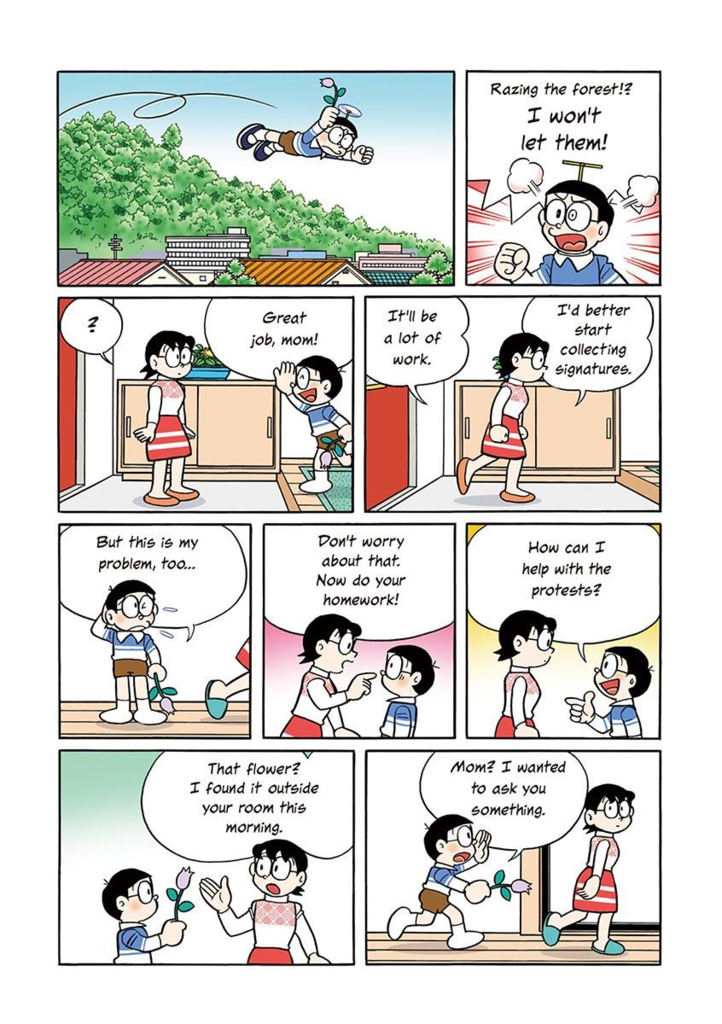 Razing the forest!?
I won't
let them!
I'd better
start
collecting
signatures.
It'll be
a lot of
work.
Great
job, mom!
?
How can I
help with the
protests?
Don't worry
about that.
Now do your
homework!
But this is my
problem, too...
Mom? I wanted
to ask you
something.
That flower?
I found it outside
your room this
morning.